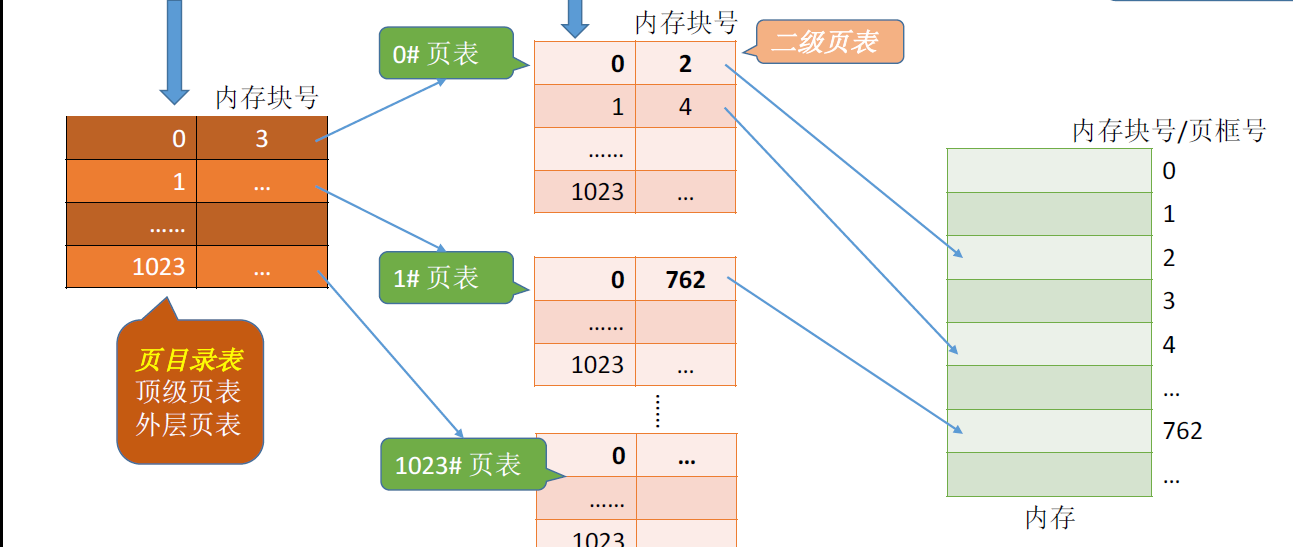 内存块号
0 3
1 ...
......
1023 ...
页目录表
顶级页表
外层页表
0# 页表
1# 页表
1023# 页表
内存块号
二级页表
0 2
1 4
......
1023 ...
0 762
......
1023 ...
......
0 ...
......
1023
内存块号/页框号
0
1
2
3
4
...
762
...
内存